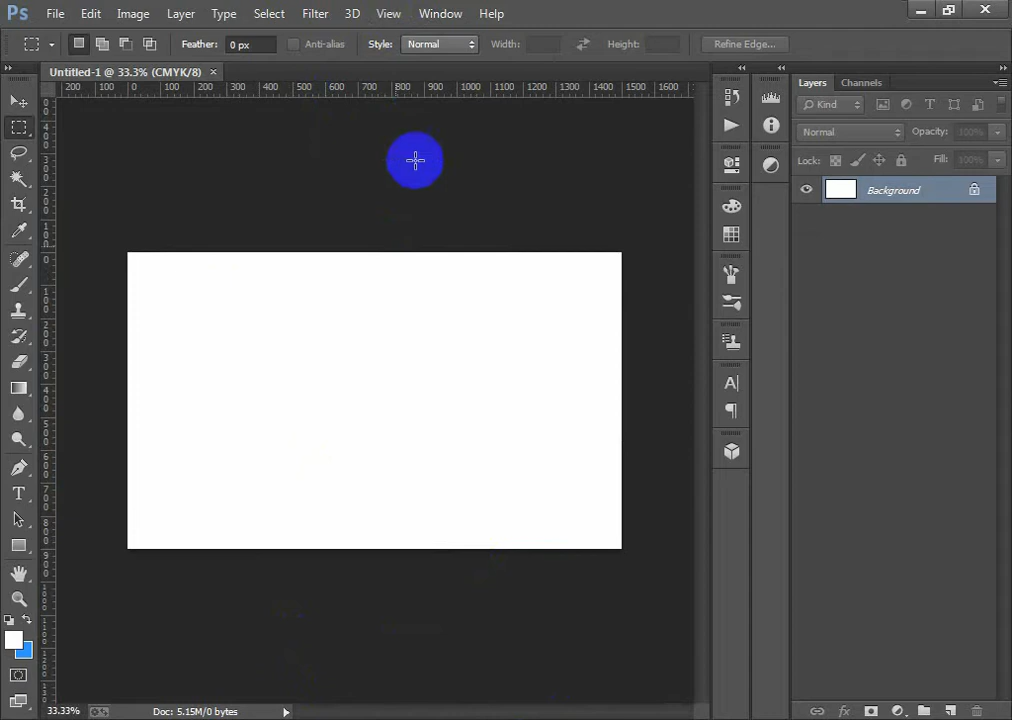 Ps File Edit Image Layer Type Select Filter 3D View Window Help
Feather: 0 px Anti-alias Style: Normal Width: Height: Refine Edge...
Untitled-1 @ 33.3% (CMYK/8) ×
200 100 0 100 200 300 400 500 600 700 800 900 1000 1100 1200 1300 1400 1500 1600
Layers Channels
Kind
Normal Opacity: 100%
Lock: Fill: 100%
Background
33.33% Doc: 5.15M/0 bytes